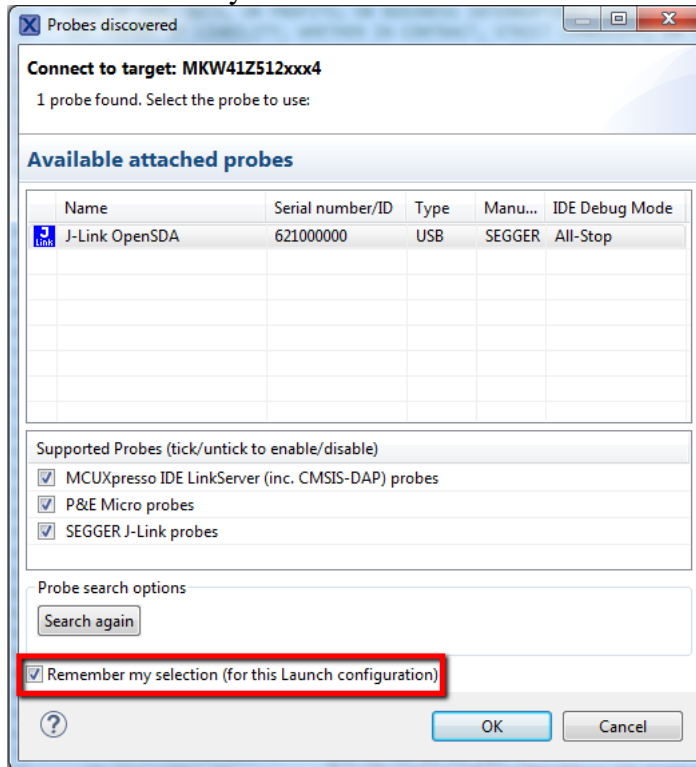 Probes discovered
Connect to target: MKW41Z512xxx4
1 probe found. Select the probe to use:
Available attached probes
Name Serial number/ID Type Manu... IDE Debug Mode
J Link J-Link OpenSDA 621000000 USB SEGGER All-Stop
Supported Probes (tick/untick to enable/disable)
MCUXpresso IDE LinkServer (inc. CMSIS-DAP) probes
P&E Micro probes
SEGGER J-Link probes
Probe search options
Search again
Remember my selection (for this Launch configuration)
? OK Cancel